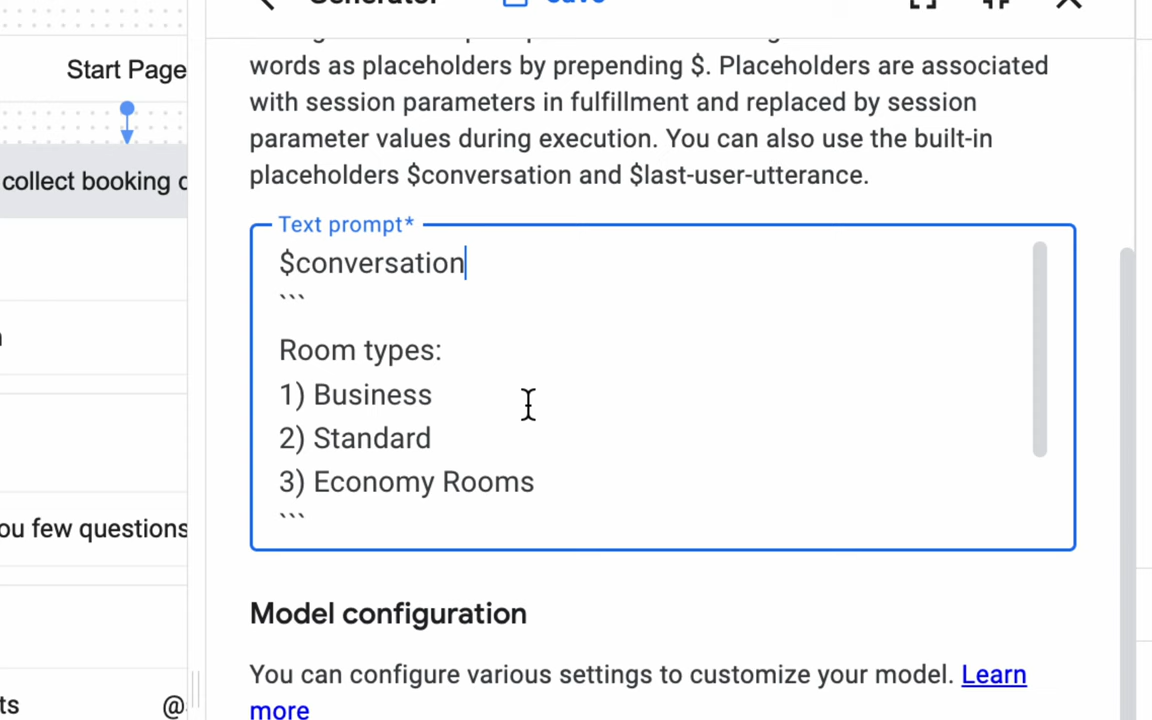 Start Page
collect booking
ou few questions
ts
@
words as placeholders by prepending $. Placeholders are associated
with session parameters in fulfillment and replaced by session
parameter values during execution. You can also use the built-in
placeholders $conversation and $last-user-utterance.
Text prompt*
$conversation
```
Room types:
1) Business
2) Standard
3) Economy Rooms
```
Model configuration
You can configure various settings to customize your model. Learn
more